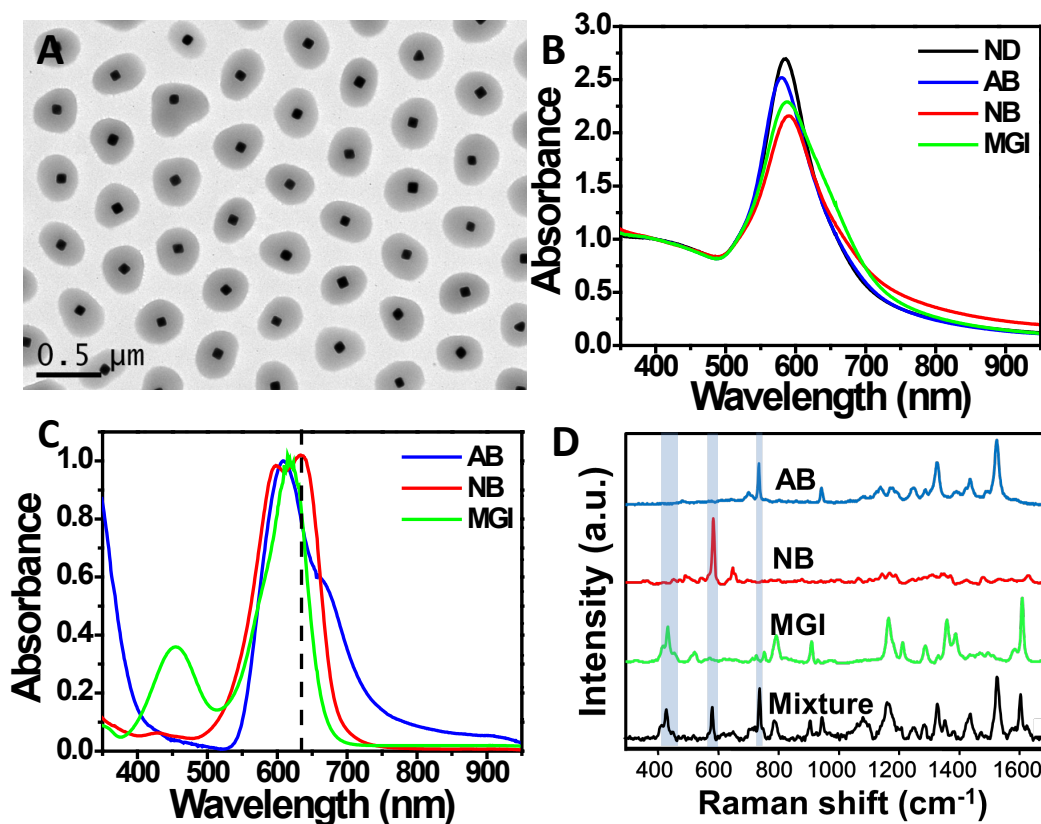 A
0.5 μm
B
3.0
2.5
2.0
1.5
1.0
0.5
0.0
Absorbance
ND
AB
NB
MGI
400 500 600 700 800 900
Wavelength (nm)
C
1.0
0.8
0.6
0.4
0.2
0.0
Absorbance
AB
NB
MGI
400 500 600 700 800 900
Wavelength (nm)
D
Intensity (a.u.)
AB
NB
MGI
Mixture
400 600 800 1000 1200 1400 1600
Raman shift (cm-1)